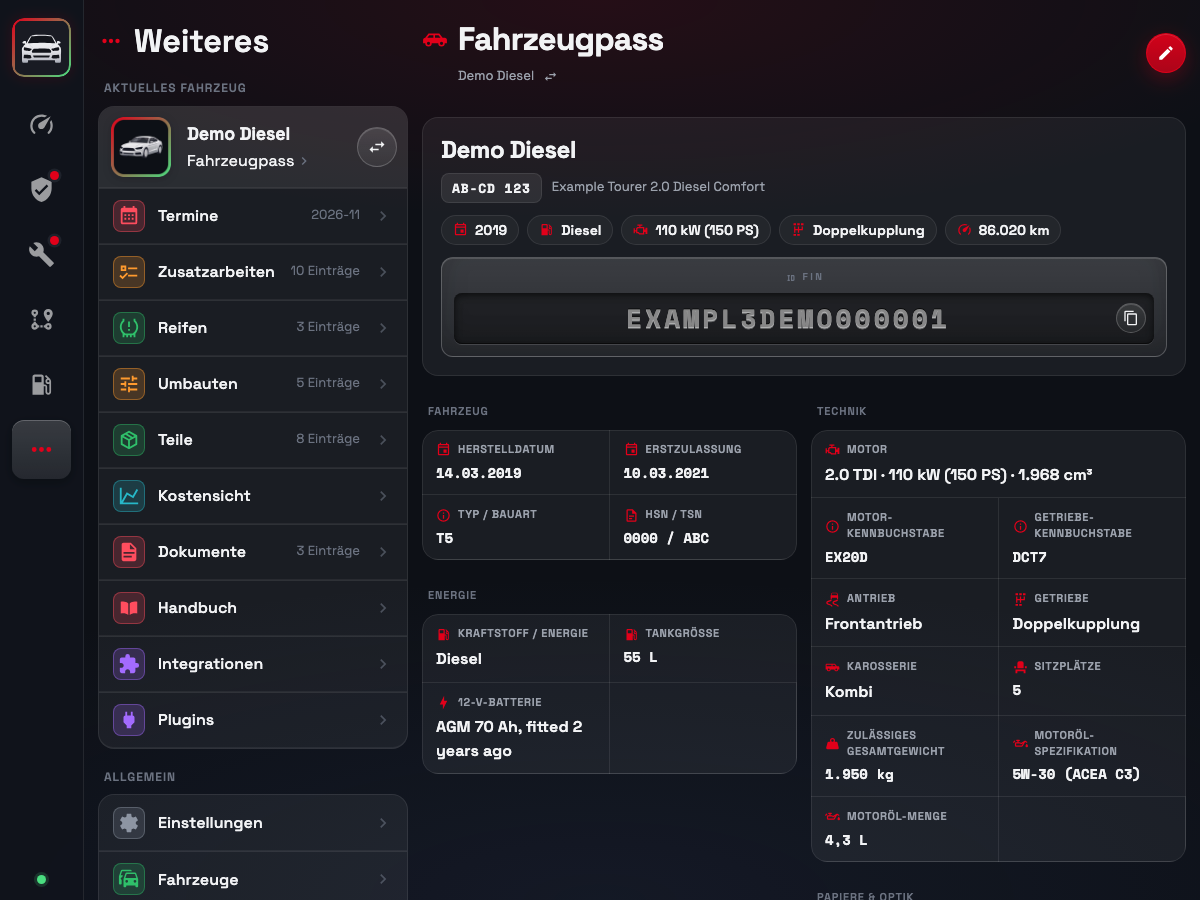 Weiteres
AKTUELLES FAHRZEUG
Demo Diesel
Fahrzeugpass
Termine 2026-11
Zusatzarbeiten 10 Einträge
Reifen 3 Einträge
Umbauten 5 Einträge
Teile 8 Einträge
Kostensicht
Dokumente 3 Einträge
Handbuch
Integrationen
Plugins
ALLGEMEIN
Einstellungen
Fahrzeuge
Fahrzeugpass
Demo Diesel
Demo Diesel
AB-CD 123 Example Tourer 2.0 Diesel Comfort
2019 Diesel 110 kW (150 PS) Doppelkupplung 86.020 km
ID FIN
EXAMPL3DEMO000001
FAHRZEUG
HERSTELLDATUM
14.03.2019
ERSTZULASSUNG
10.03.2021
TYP / BAUART
T5
HSN / TSN
0000 / ABC
ENERGIE
KRAFTSTOFF / ENERGIE
Diesel
TANKGRÖSSE
55 L
12-V-BATTERIE
AGM 70 Ah, fitted 2
years ago
TECHNIK
MOTOR
2.0 TDI · 110 kW (150 PS) · 1.968 cm³
MOTOR-
KENNBUCHSTABE
EX20D
GETRIEBE-
KENNBUCHSTABE
DCT7
ANTRIEB
Frontantrieb
GETRIEBE
Doppelkupplung
KAROSSERIE
Kombi
SITZPLÄTZE
5
ZULÄSSIGES
GESAMTGEWICHT
1.950 kg
MOTORÖL-
SPEZIFIKATION
5W-30 (ACEA C3)
MOTORÖL-MENGE
4,3 L
PAPIERE & OPTIK